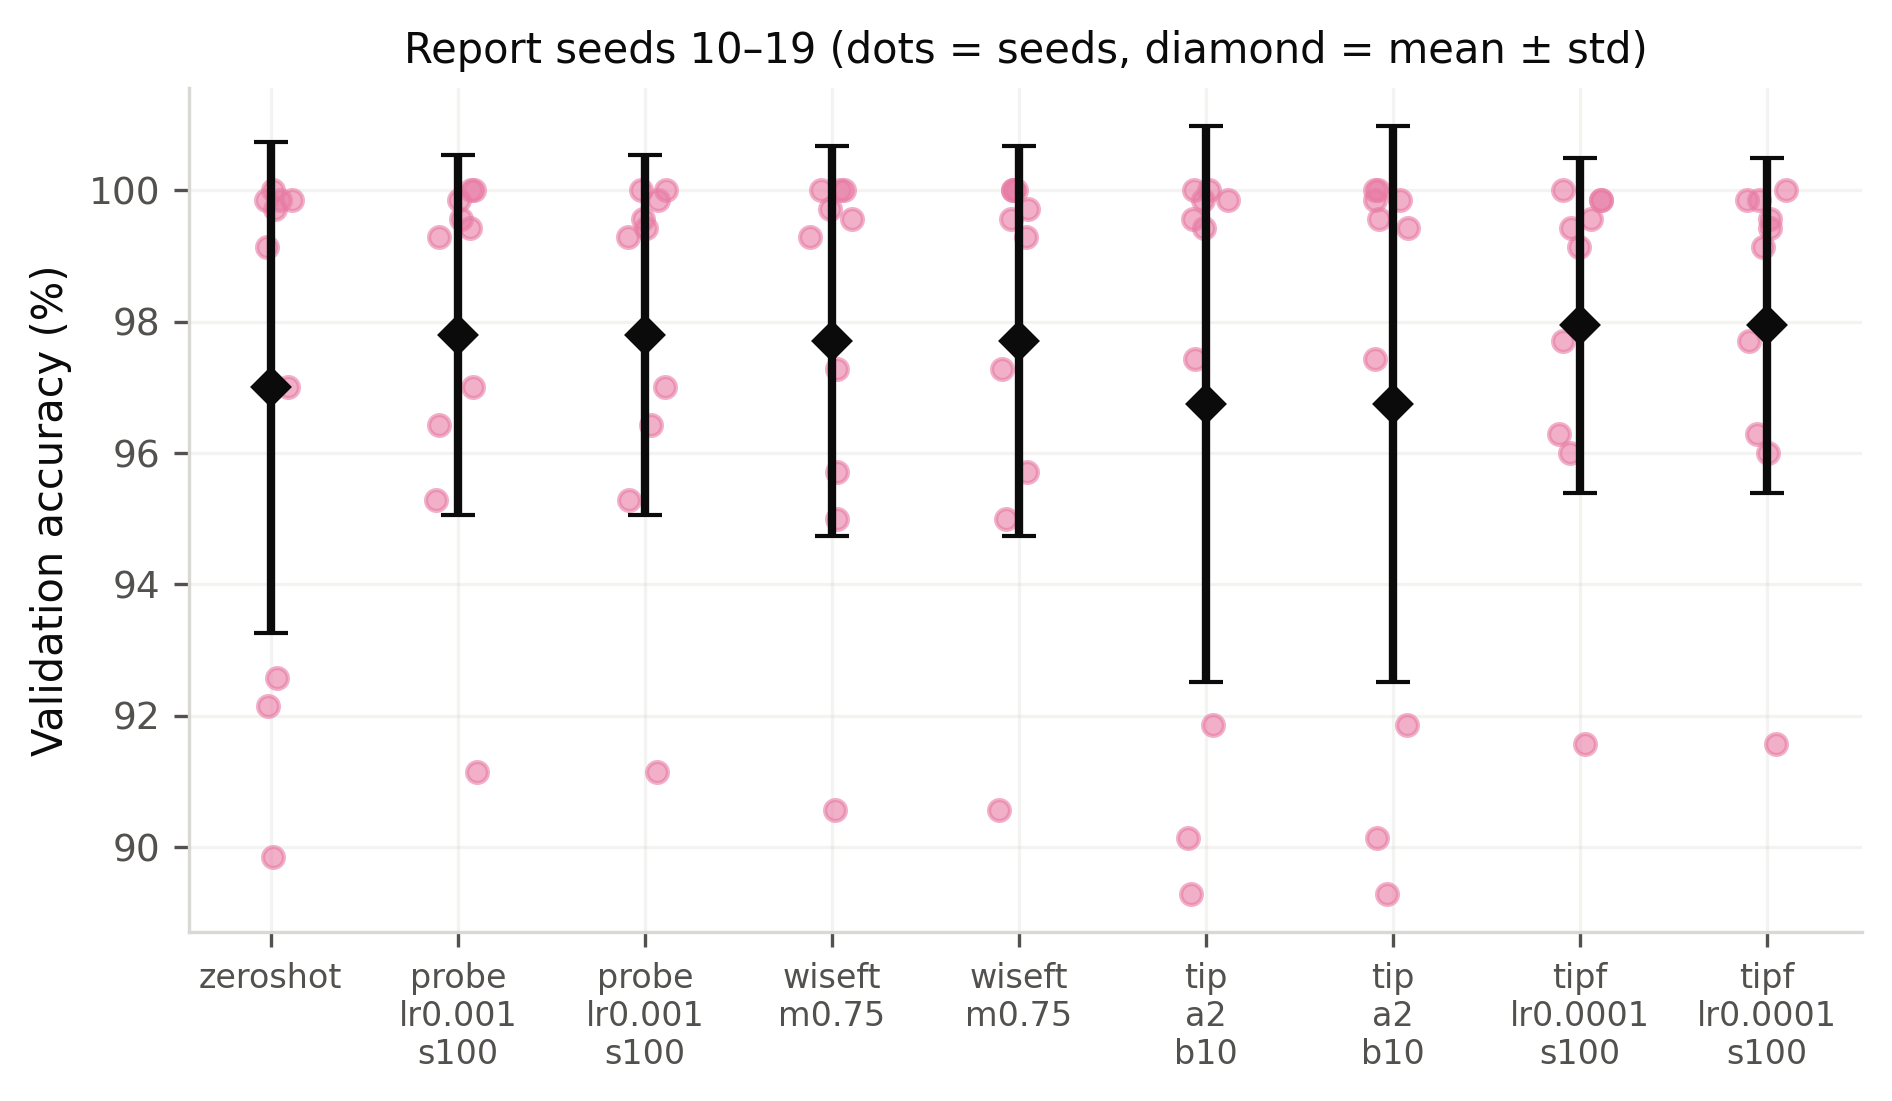 Report seeds 10–19 (dots = seeds, diamond = mean ± std)
Validation accuracy (%)
100
98
96
94
92
90
zeroshot
probe
lr0.001
s100
probe
lr0.001
s100
wiseft
m0.75
wiseft
m0.75
tip
a2
b10
tip
a2
b10
tipf
lr0.0001
s100
tipf
lr0.0001
s100